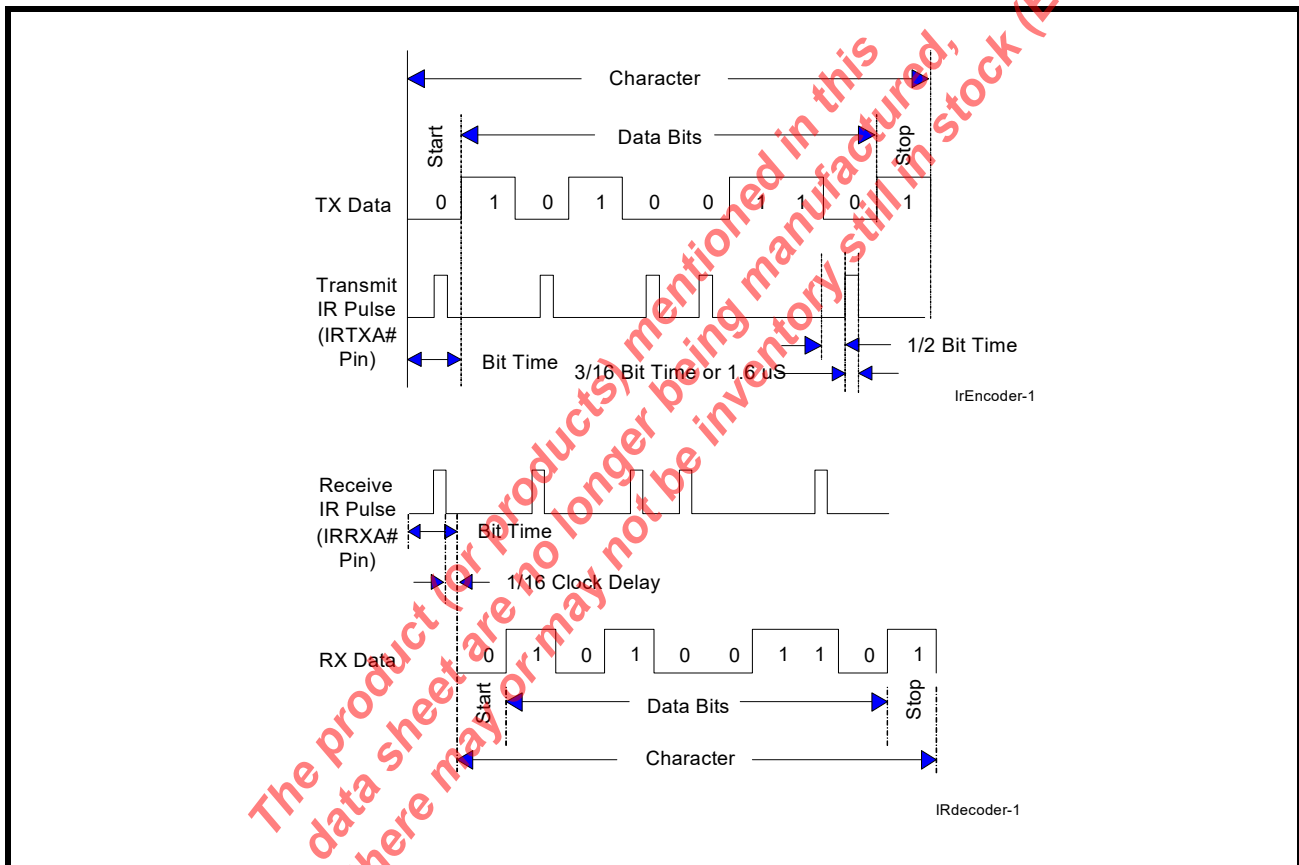 Character
Start
Data Bits
Stop
TX Data
0 1 0 1 0 0 1 1 0 1
Transmit
IR Pulse
(IRTXA#
Pin)
Bit Time
1/2 Bit Time
3/16 Bit Time or 1.6 uS
IrEncoder-1
Receive
IR Pulse
(IRRXA#
Pin)
Bit Time
1/16 Clock Delay
RX Data
0 1 0 1 0 0 1 1 0 1
Start
Data Bits
Stop
Character
IRdecoder-1
The product (or products) mentioned in this
data sheet are no longer being manufactured,
here may or may not be inventory still in stock (E